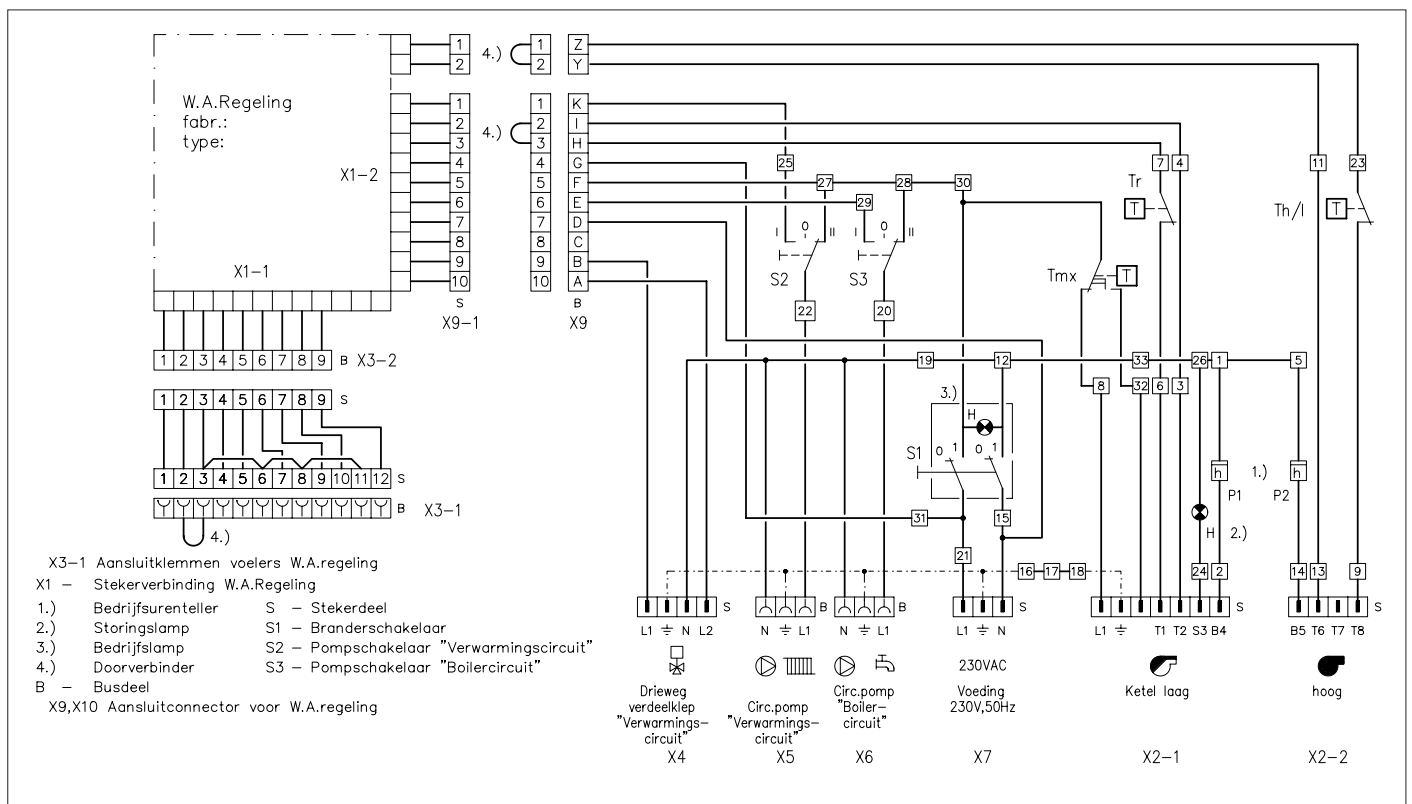 1 4.) 1 Z
2 2 Y
W.A.Regeling
fabr.:
type:
X1-2
X1-1
1 1 K
2 4.) 2 I
3 3 H
4 4 G
5 5 F
6 6 E
7 7 D
8 8 C
9 9 B
10 10 A
S B
X9-1 X9
25 27 28 30 7 4 11 23
29
Tr T Th/I T
I 0 II I 0 II
S2 S3
Tmx T
22 20
1 2 3 4 5 6 7 8 9 B X3-2
19 12 33 26 1 5
8 32 6 3
1 2 3 4 5 6 7 8 9 S
3.)
H
S1 0 1 0 1
h P1 1.) h P2
H 2.)
1 2 3 4 5 6 7 8 9 10 11 12 S
B X3-1
4.)
31 15
21
16 17 18 24 2 14 13 9
X3-1 Aansluitklemmen voelers W.A.regeling
X1 - Stekerverbinding W.A.Regeling
1.) Bedrijfsurenteller S - Stekerdeel
2.) Storingslamp S1 - Branderschakelaar
3.) Bedrijfslamp S2 - Pompschakelaar "Verwarmingscircuit"
4.) Doorverbinder S3 - Pompschakelaar "Boilercircuit"
B - Busdeel
X9,X10 Aansluitconnector voor W.A.regeling
S B B S S S
L1 N L2 N L1 N L1 L1 N L1 T1 T2 S3 B4 B5 T6 T7 T8
Drieweg
verdeelklep
"Verwarmings-
circuit"
X4
Circ.pomp
"Verwarmings-
circuit"
X5
Circ.pomp
"Boiler-
circuit"
X6
230VAC
Voeding
230V,50Hz
X7
Ketel laag
X2-1
hoog
X2-2